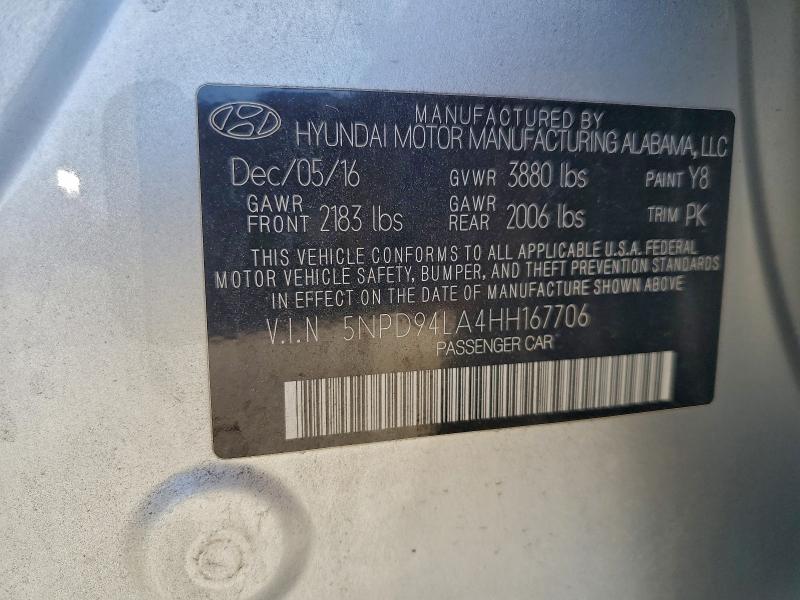 MANUFACTURED BY
HYUNDAI MOTOR MANUFACTURING ALABAMA, LLC
Dec/05/16 GVWR 3880 lbs PAINT Y8
GAWR FRONT 2183 lbs GAWR REAR 2006 lbs TRIM PK
THIS VEHICLE CONFORMS TO ALL APPLICABLE U.S.A. FEDERAL
MOTOR VEHICLE SAFETY, BUMPER, AND THEFT PREVENTION STANDARDS
IN EFFECT ON THE DATE OF MANUFACTURE SHOWN ABOVE.
V.I.N 5NPD94LA4HH167706
PASSENGER CAR